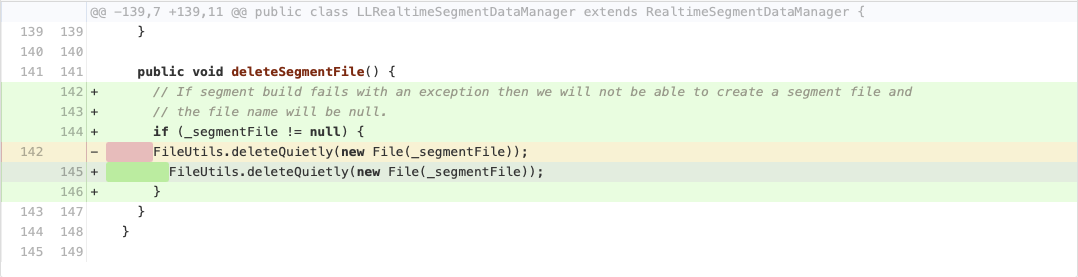 @@ -139,7 +139,11 @@ public class LLRealtimeSegmentDataManager extends RealtimeSegmentDataManager {
139 139 }
140 140
141 141 public void deleteSegmentFile() {
142 + // If segment build fails with an exception then we will not be able to create a segment file and
143 + // the file name will be null.
144 + if (_segmentFile != null) {
142 - FileUtils.deleteQuietly(new File(_segmentFile));
145 + FileUtils.deleteQuietly(new File(_segmentFile));
146 + }
143 147 }
144 148 }
145 149